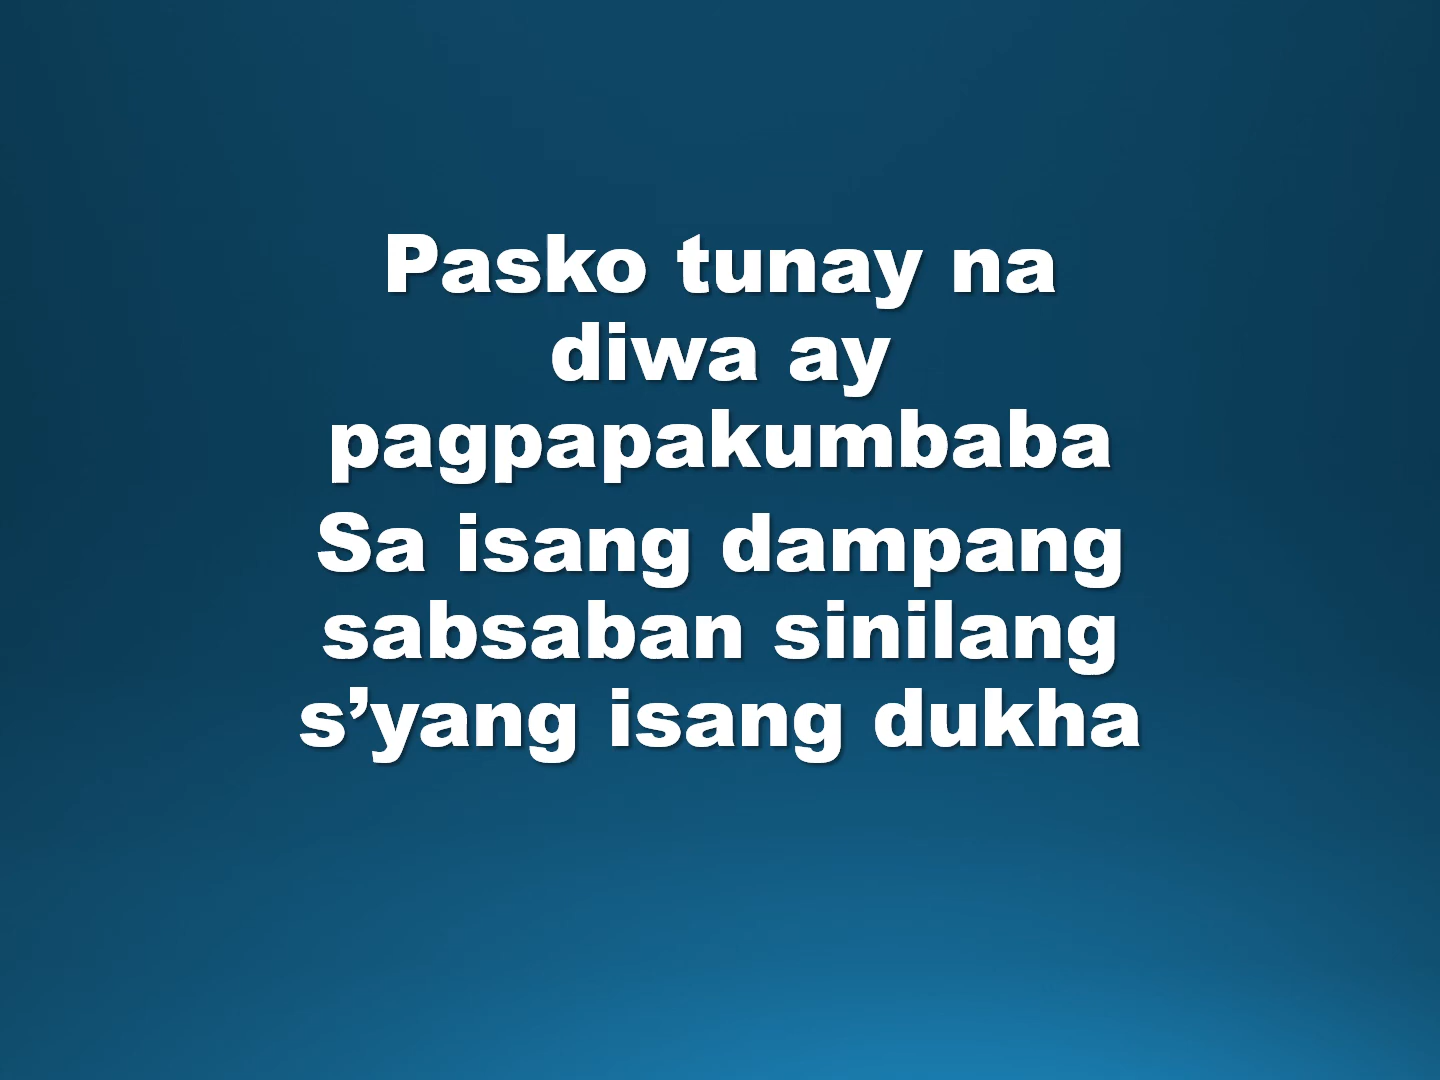 Pasko tunay na
diwa ay
pagpapakumbaba
Sa isang dampang
sabsaban sinilang
s’yang isang dukha